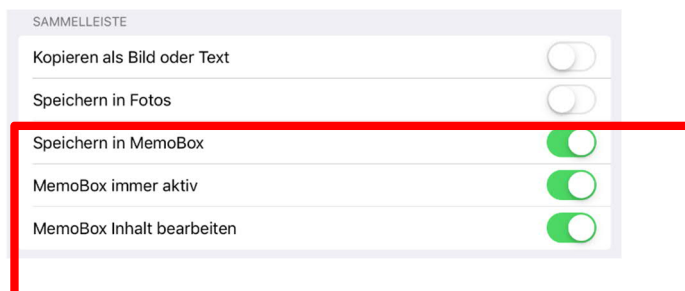 SAMMELLEISTE
Kopieren als Bild oder Text
Speichern in Fotos
Speichern in MemoBox
MemoBox immer aktiv
MemoBox Inhalt bearbeiten